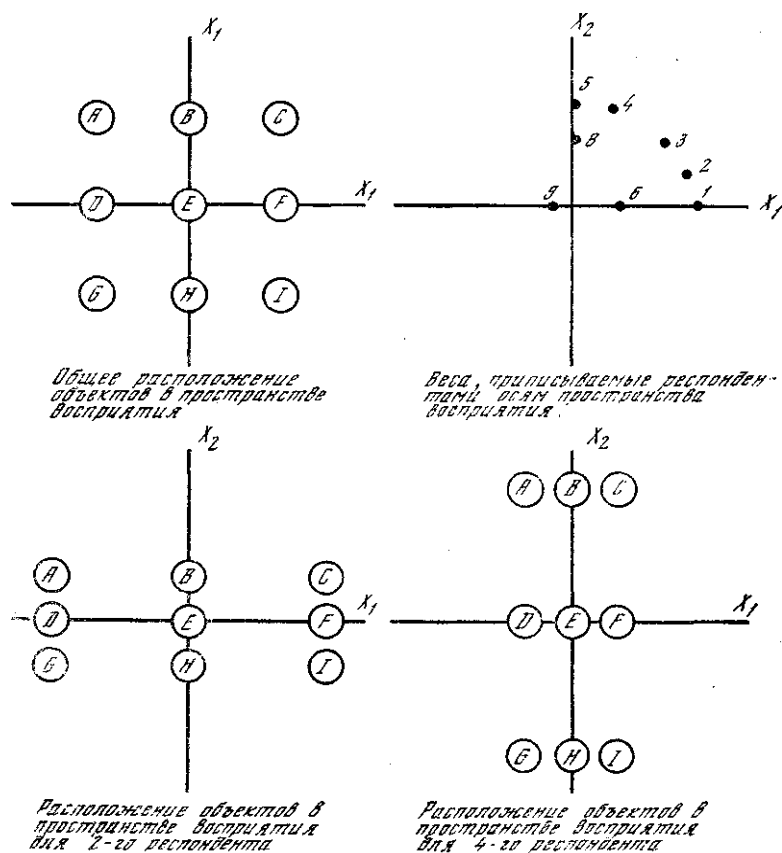 X₁
A B C
D E F X₁
G H I
Общее расположение
объектов в пространстве
восприятия
X₂
5 4
8 3
2
9 6 1
X₁
Веса, приписываемые респонден-
тами осям пространства
восприятия
X₂
A B C
D E F X₁
G H I
Расположение объектов в
пространстве восприятия
для 2-го респондента
X₂
A B C
D E F X₁
G H I
Расположение объектов в
пространстве восприятия
для 4-го респондента